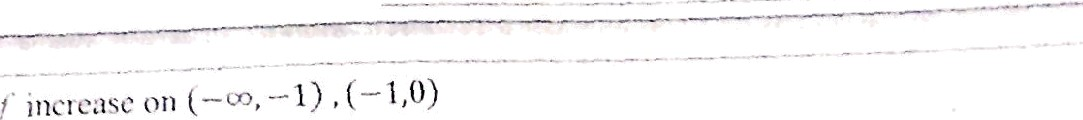 f increase on (−∞,−1),(−1,0)